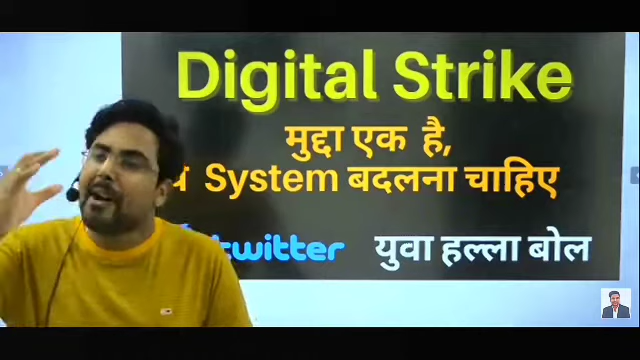 Digital Strike
मुद्दा एक है,
System बदलना चाहिए
twitter युवा हल्ला बोल